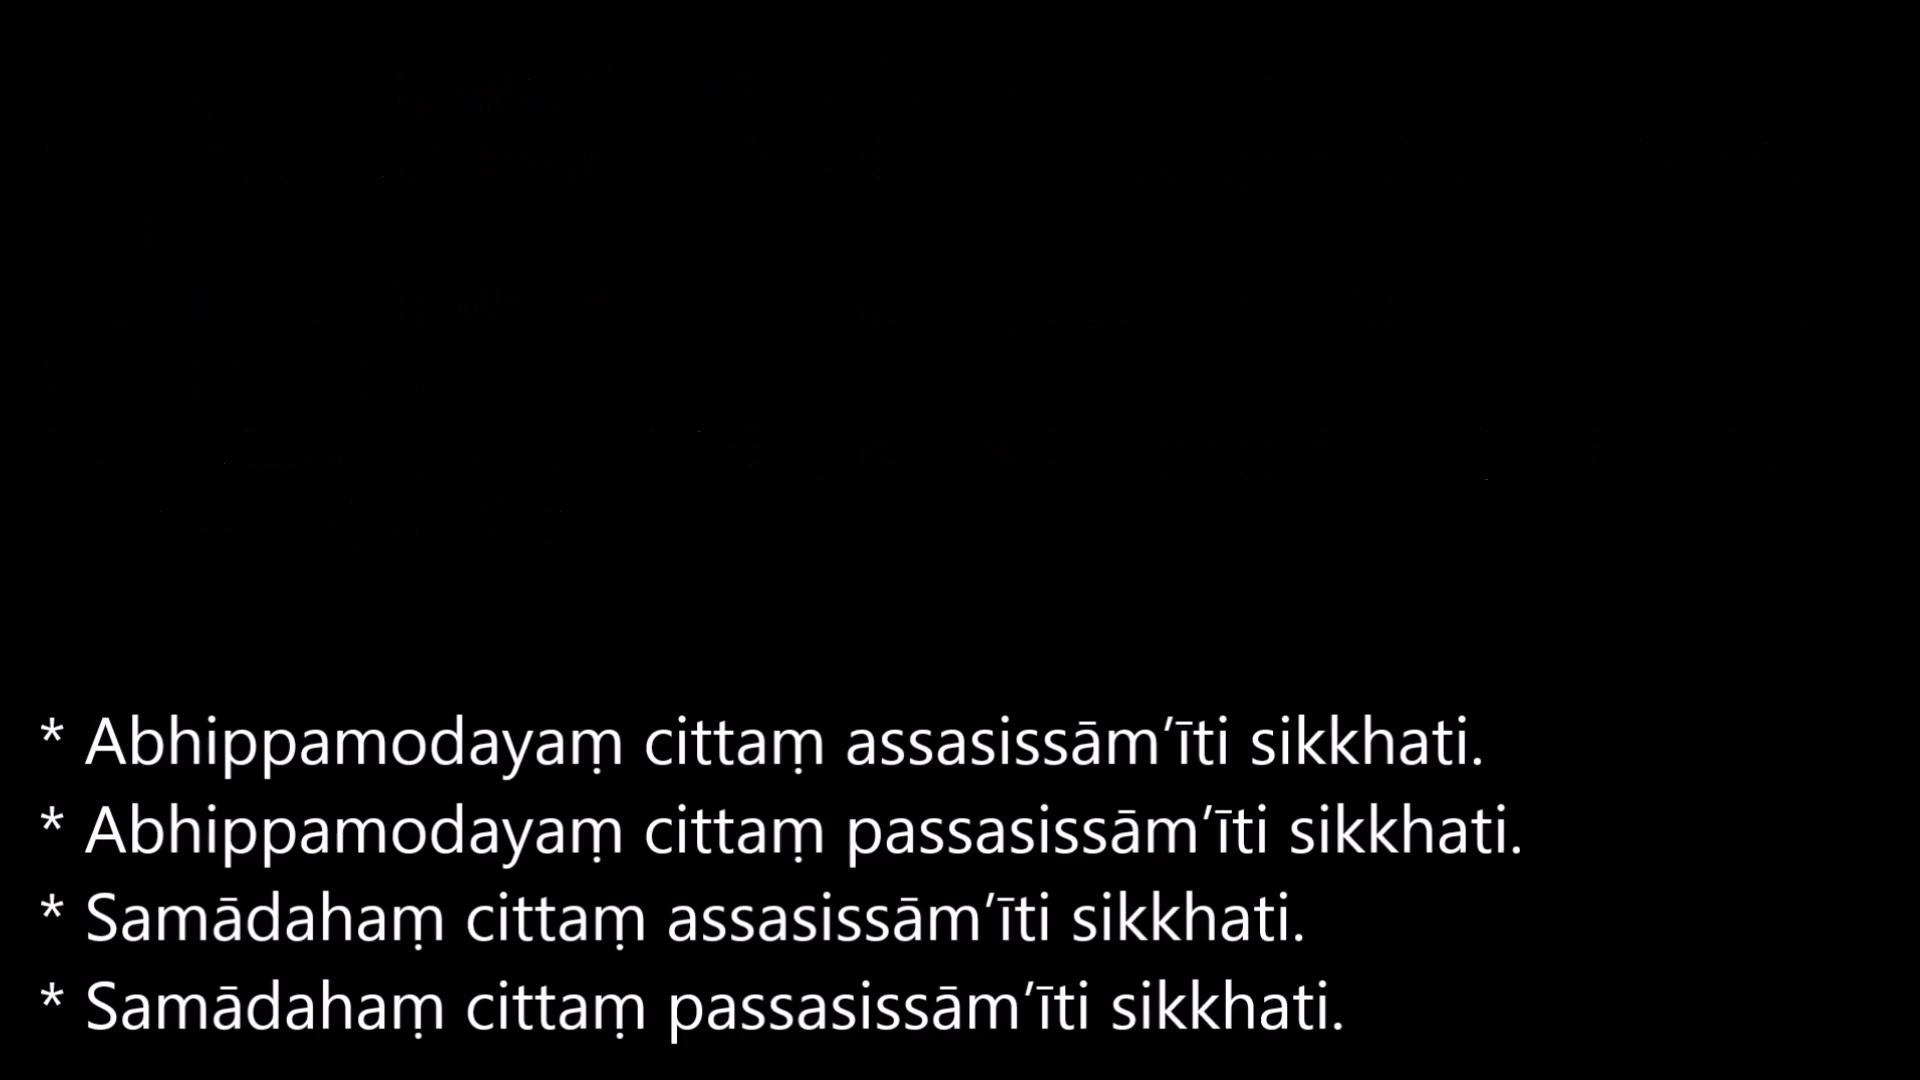 * Abhippamodayaṃ cittaṃ assasissām’īti sikkhati.
* Abhippamodayaṃ cittaṃ passasissām’īti sikkhati.
* Samādahaṃ cittaṃ assasissām’īti sikkhati.
* Samādahaṃ cittaṃ passasissām’īti sikkhati.